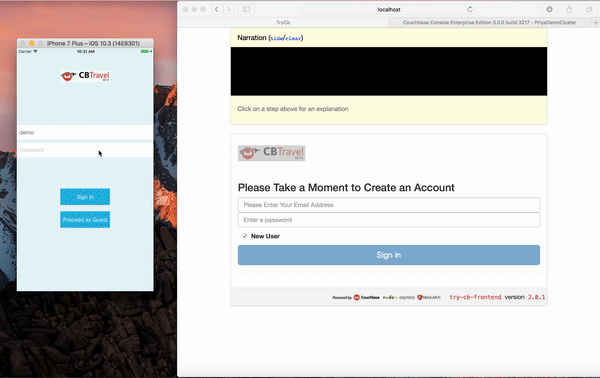 iPhone 7 Plus – iOS 10.3 (14E8301)
Carrier
10:31 AM
CBTravel
BETA
demo
Password
Sign In
Proceed as Guest
localhost
TryCb
Couchbase Console Enterprise Edition 5.0.0 build 3217 - PriyaDemoCluster
Narration (hide/clear)
Click on a step above for an explanation
CBTravel
BETA
Please Take a Moment to Create an Account
Please Enter Your Email Address
Enter a password
New User
Sign in
Powered by Couchbase node express ANGULARJS try-cb-frontend version 2.0.1